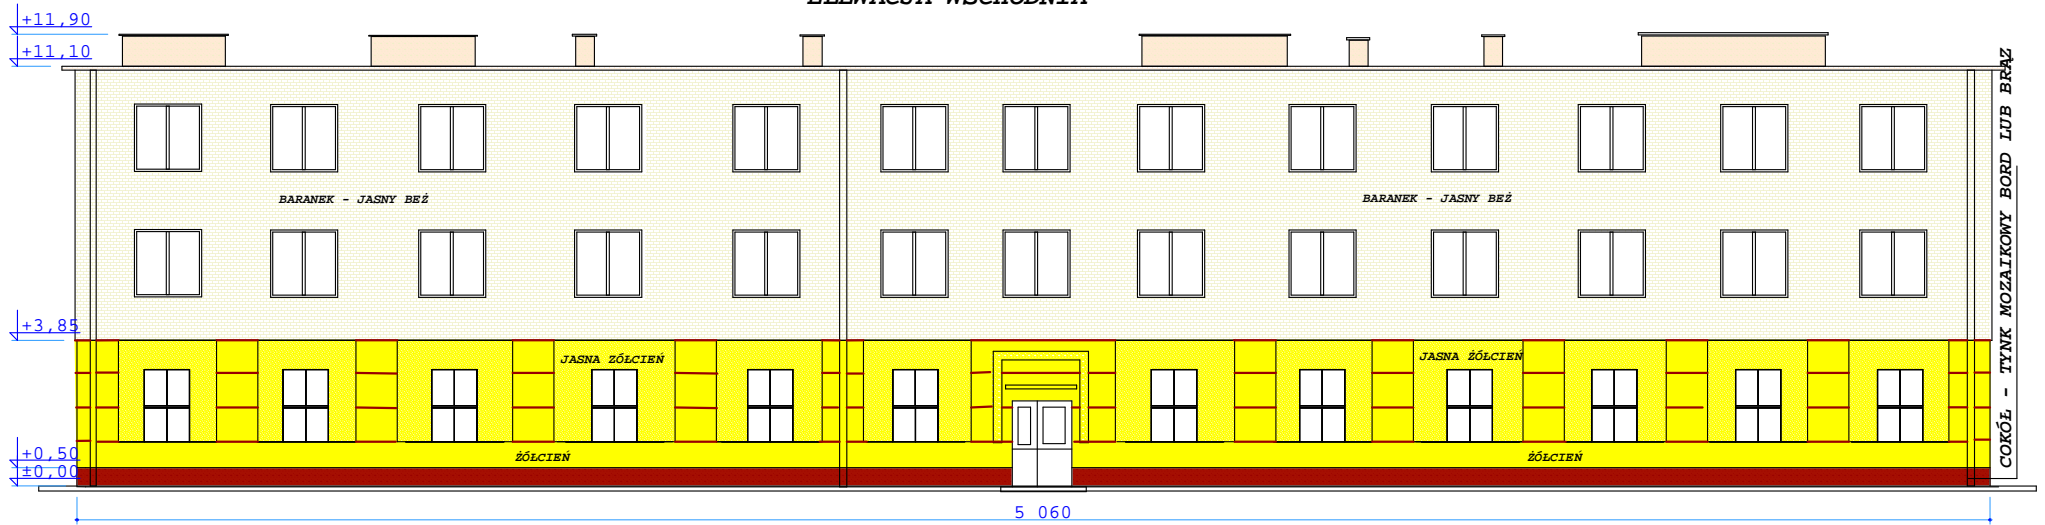 +11,90
+11,10
BARANEK - JASNY BEŻ
BARANEK - JASNY BEŻ
+3,85
JASNA ZÓŁCIEŃ
JASNA ŻÓŁCIEŃ
+0,50
ŻÓŁCIEŃ
ŻÓŁCIEŃ
±0,00
5 060
COKÓŁ - TYNK MOZAIKOWY BORD LUB BRĄZ